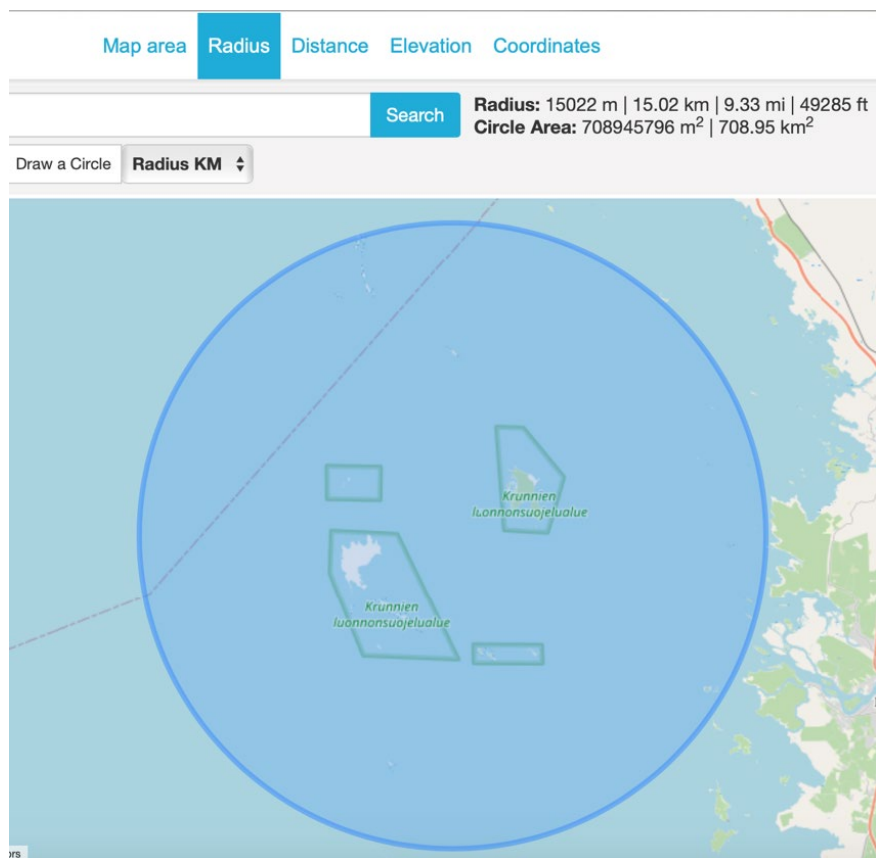 Map area Radius Distance Elevation Coordinates
Search
Radius: 15022 m | 15.02 km | 9.33 mi | 49285 ft
Circle Area: 708945796 m² | 708.95 km²
Draw a Circle Radius KM
Krunnien
luonnonsuojelualue
Krunnien
luonnonsuojelualue
ors